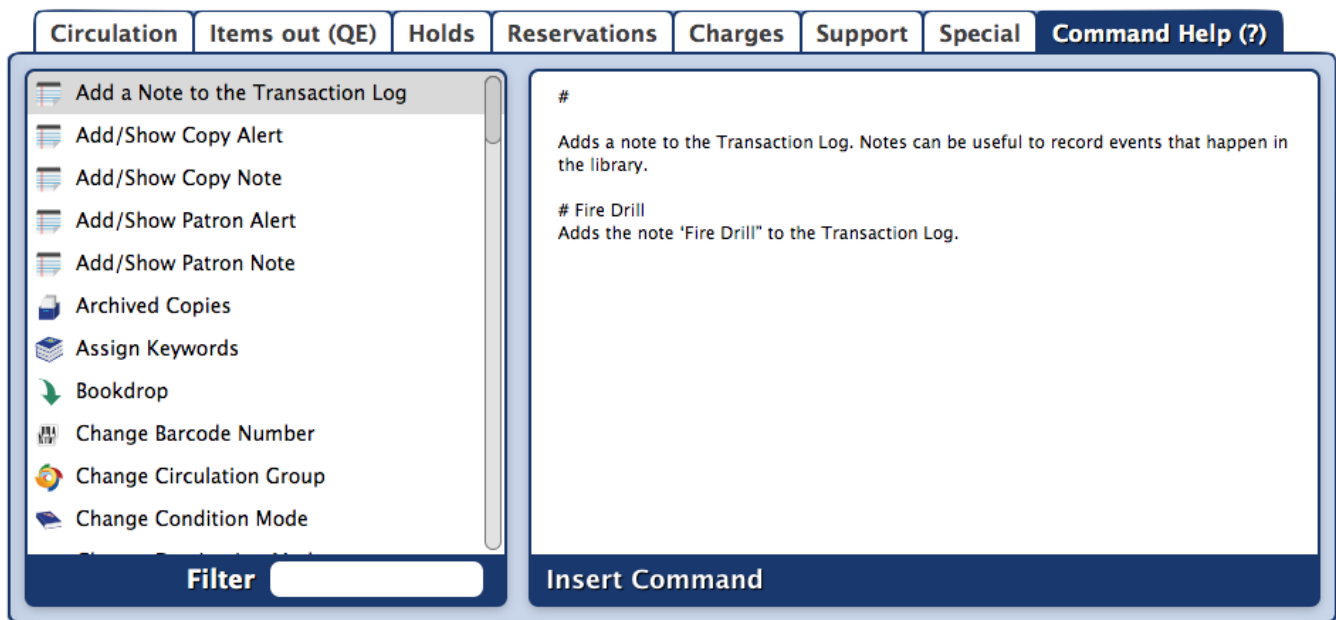 Circulation
Items out (QE)
Holds
Reservations
Charges
Support
Special
Command Help (?)
Add a Note to the Transaction Log
Add/Show Copy Alert
Add/Show Copy Note
Add/Show Patron Alert
Add/Show Patron Note
Archived Copies
Assign Keywords
Bookdrop
Change Barcode Number
Change Circulation Group
Change Condition Mode
Filter
#
Adds a note to the Transaction Log. Notes can be useful to record events that happen in
the library.
# Fire Drill
Adds the note ‘Fire Drill” to the Transaction Log.
Insert Command